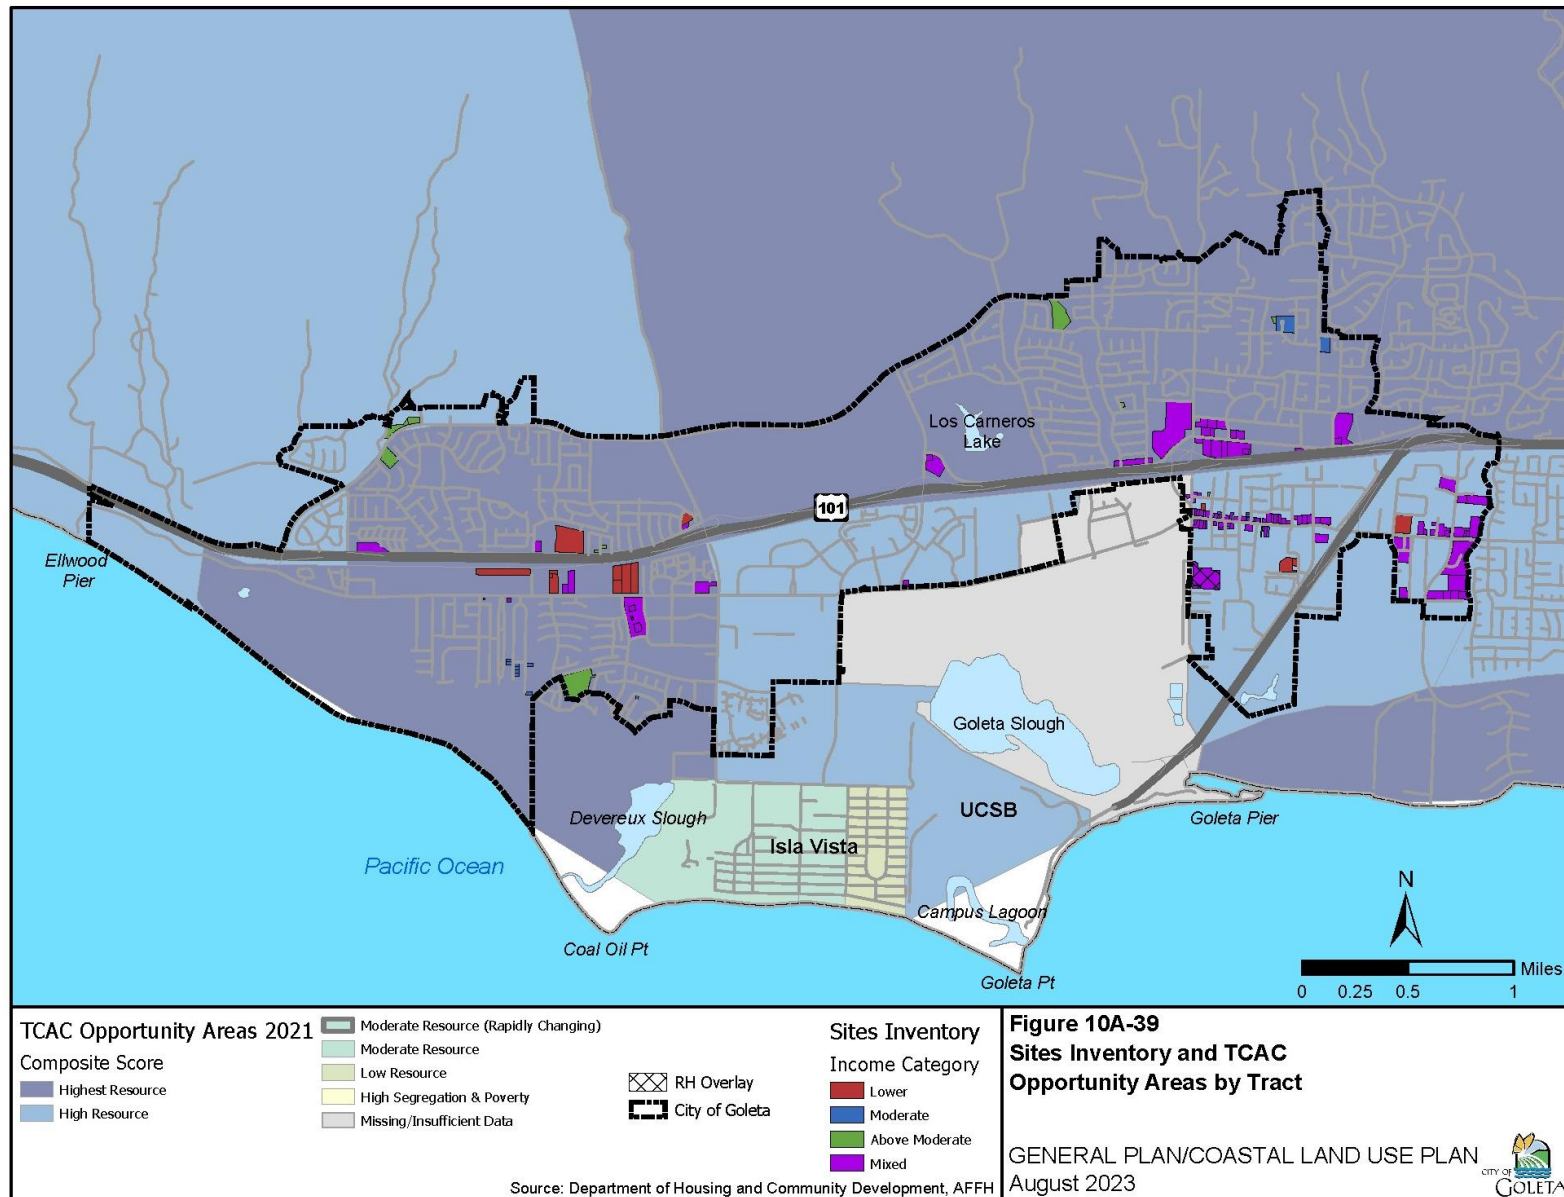 Los Carneros
Lake
101
Ellwood
Pier
Goleta Slough
UCSB
Devereux Slough
Isla Vista
Goleta Pier
Pacific Ocean
Campus Lagoon
Coal Oil Pt
Goleta Pt
N
Miles
0 0.25 0.5 1
TCAC Opportunity Areas 2021
Composite Score
Highest Resource
High Resource
Moderate Resource (Rapidly Changing)
Moderate Resource
Low Resource
High Segregation & Poverty
Missing/Insufficient Data
RH Overlay
City of Goleta
Sites Inventory
Income Category
Lower
Moderate
Above Moderate
Mixed
Source: Department of Housing and Community Development, AFFH
Figure 10A-39
Sites Inventory and TCAC
Opportunity Areas by Tract
GENERAL PLAN/COASTAL LAND USE PLAN
August 2023
CITY OF
GOLETA